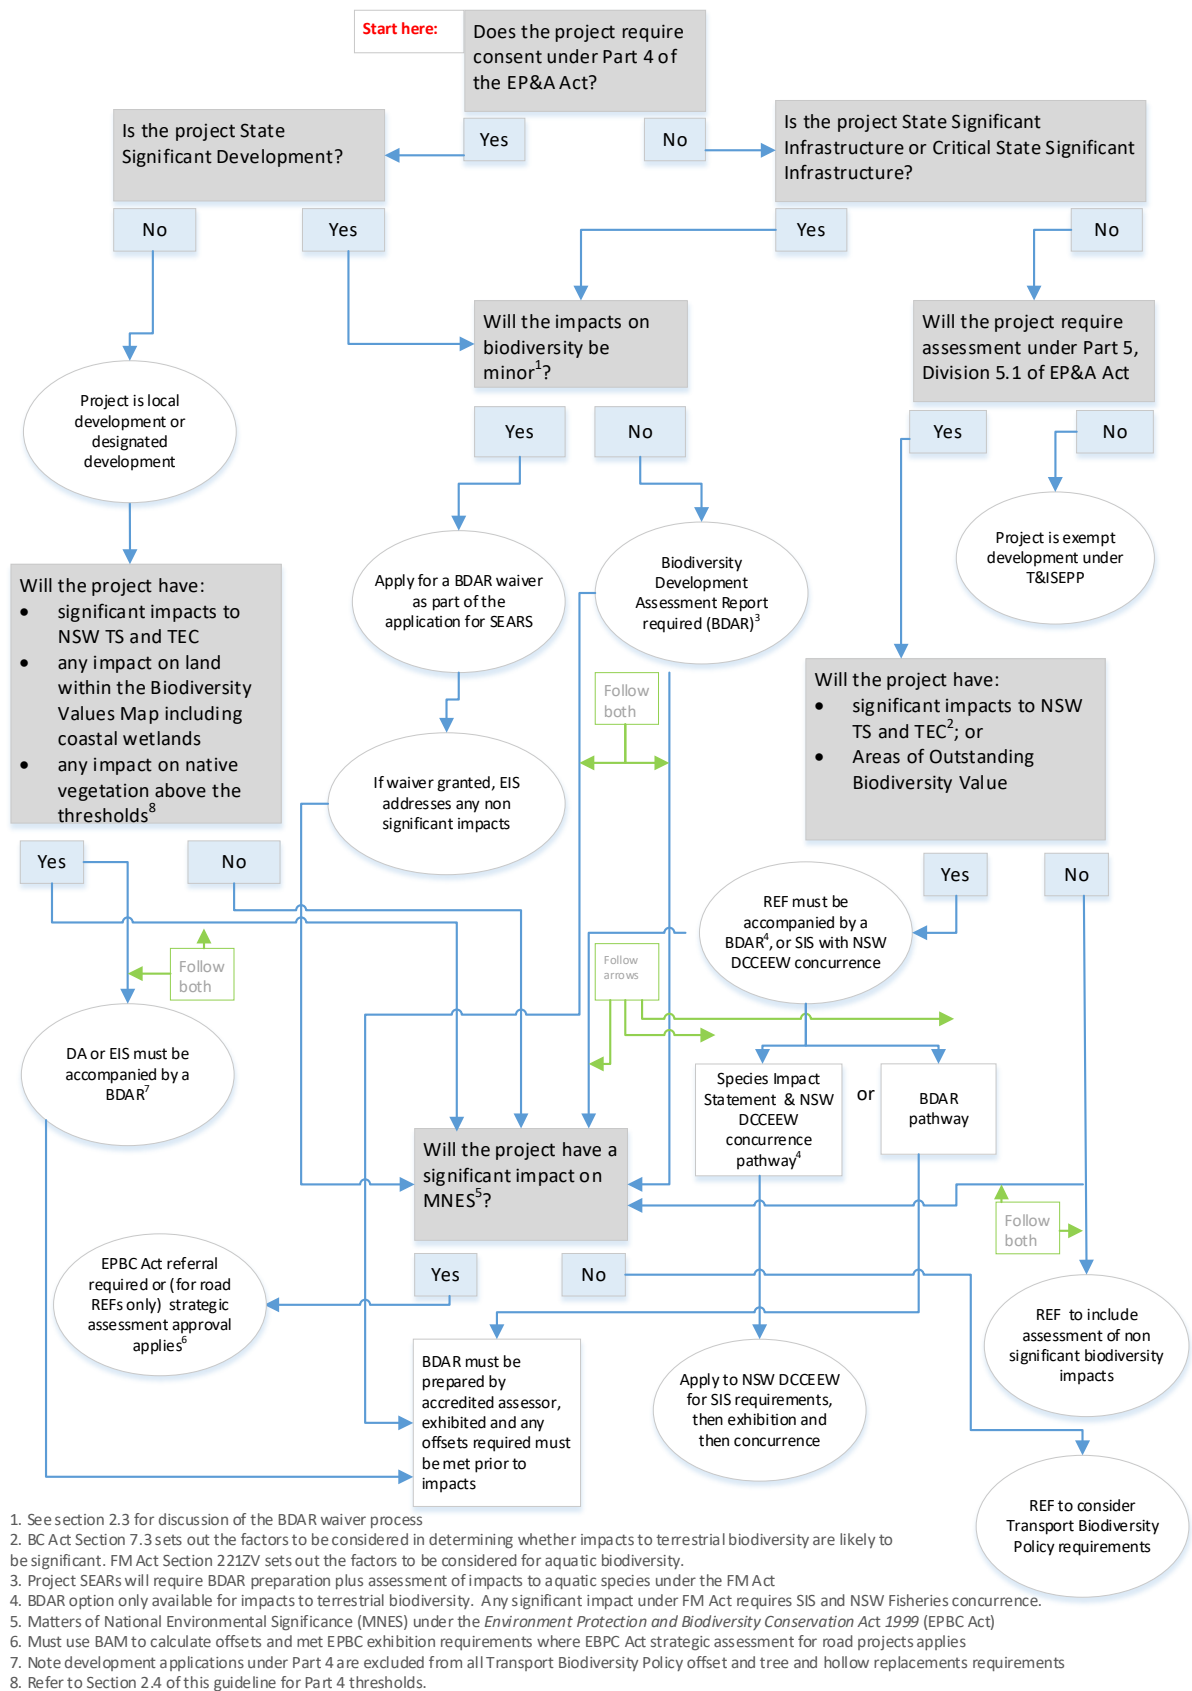 Start here:
Does the project require
consent under Part 4 of
the EP&A Act?
Yes
No
Is the project State
Significant Development?
Is the project State Significant
Infrastructure or Critical State Significant
Infrastructure?
No
Yes
Yes
No
Will the impacts on
biodiversity be
minor1?
Will the project require
assessment under Part 5,
Division 5.1 of EP&A Act
Project is local
development or
designated
development
Yes
No
Yes
No
Project is exempt
development under
T&ISEPP
Apply for a BDAR waiver
as part of the
application for SEARS
Biodiversity
Development
Assessment Report
required (BDAR)3
Will the project have:
• significant impacts to
NSW TS and TEC
• any impact on land
within the Biodiversity
Values Map including
coastal wetlands
• any impact on native
vegetation above the
thresholds8
Follow
both
Will the project have:
• significant impacts to NSW
TS and TEC2; or
• Areas of Outstanding
Biodiversity Value
If waiver granted, EIS
addresses any non
significant impacts
Yes
No
Yes
No
REF must be
accompanied by a
BDAR4, or SIS with NSW
DCCEEW concurrence
Follow
both
Follow
arrows
DA or EIS must be
accompanied by a
BDAR7
Species Impact
Statement & NSW
DCCEEW
concurrence
pathway4
or
BDAR
pathway
Will the project have a
significant impact on
MNES5?
Follow
both
EPBC Act referral
required or (for road
REFs only) strategic
assessment approval
applies6
Yes
No
REF to include
assessment of non
significant biodiversity
impacts
BDAR must be
prepared by
accredited assessor,
exhibited and any
offsets required must
be met prior to
impacts
Apply to NSW DCCEEW
for SIS requirements,
then exhibition and
then concurrence
REF to consider
Transport Biodiversity
Policy requirements
1. See section 2.3 for discussion of the BDAR waiver process
2. BC Act Section 7.3 sets out the factors to be considered in determining whether impacts to terrestrial biodiversity are likely to
be significant. FM Act Section 221ZV sets out the factors to be considered for aquatic biodiversity.
3. Project SEARs will require BDAR preparation plus assessment of impacts to aquatic species under the FM Act
4. BDAR option only available for impacts to terrestrial biodiversity. Any significant impact under FM Act requires SIS and NSW Fisheries concurrence.
5. Matters of National Environmental Significance (MNES) under the Environment Protection and Biodiversity Conservation Act 1999 (EPBC Act)
6. Must use BAM to calculate offsets and met EPBC exhibition requirements where EBPC Act strategic assessment for road projects applies
7. Note development applications under Part 4 are excluded from all Transport Biodiversity Policy offset and tree and hollow replacements requirements
8. Refer to Section 2.4 of this guideline for Part 4 thresholds.